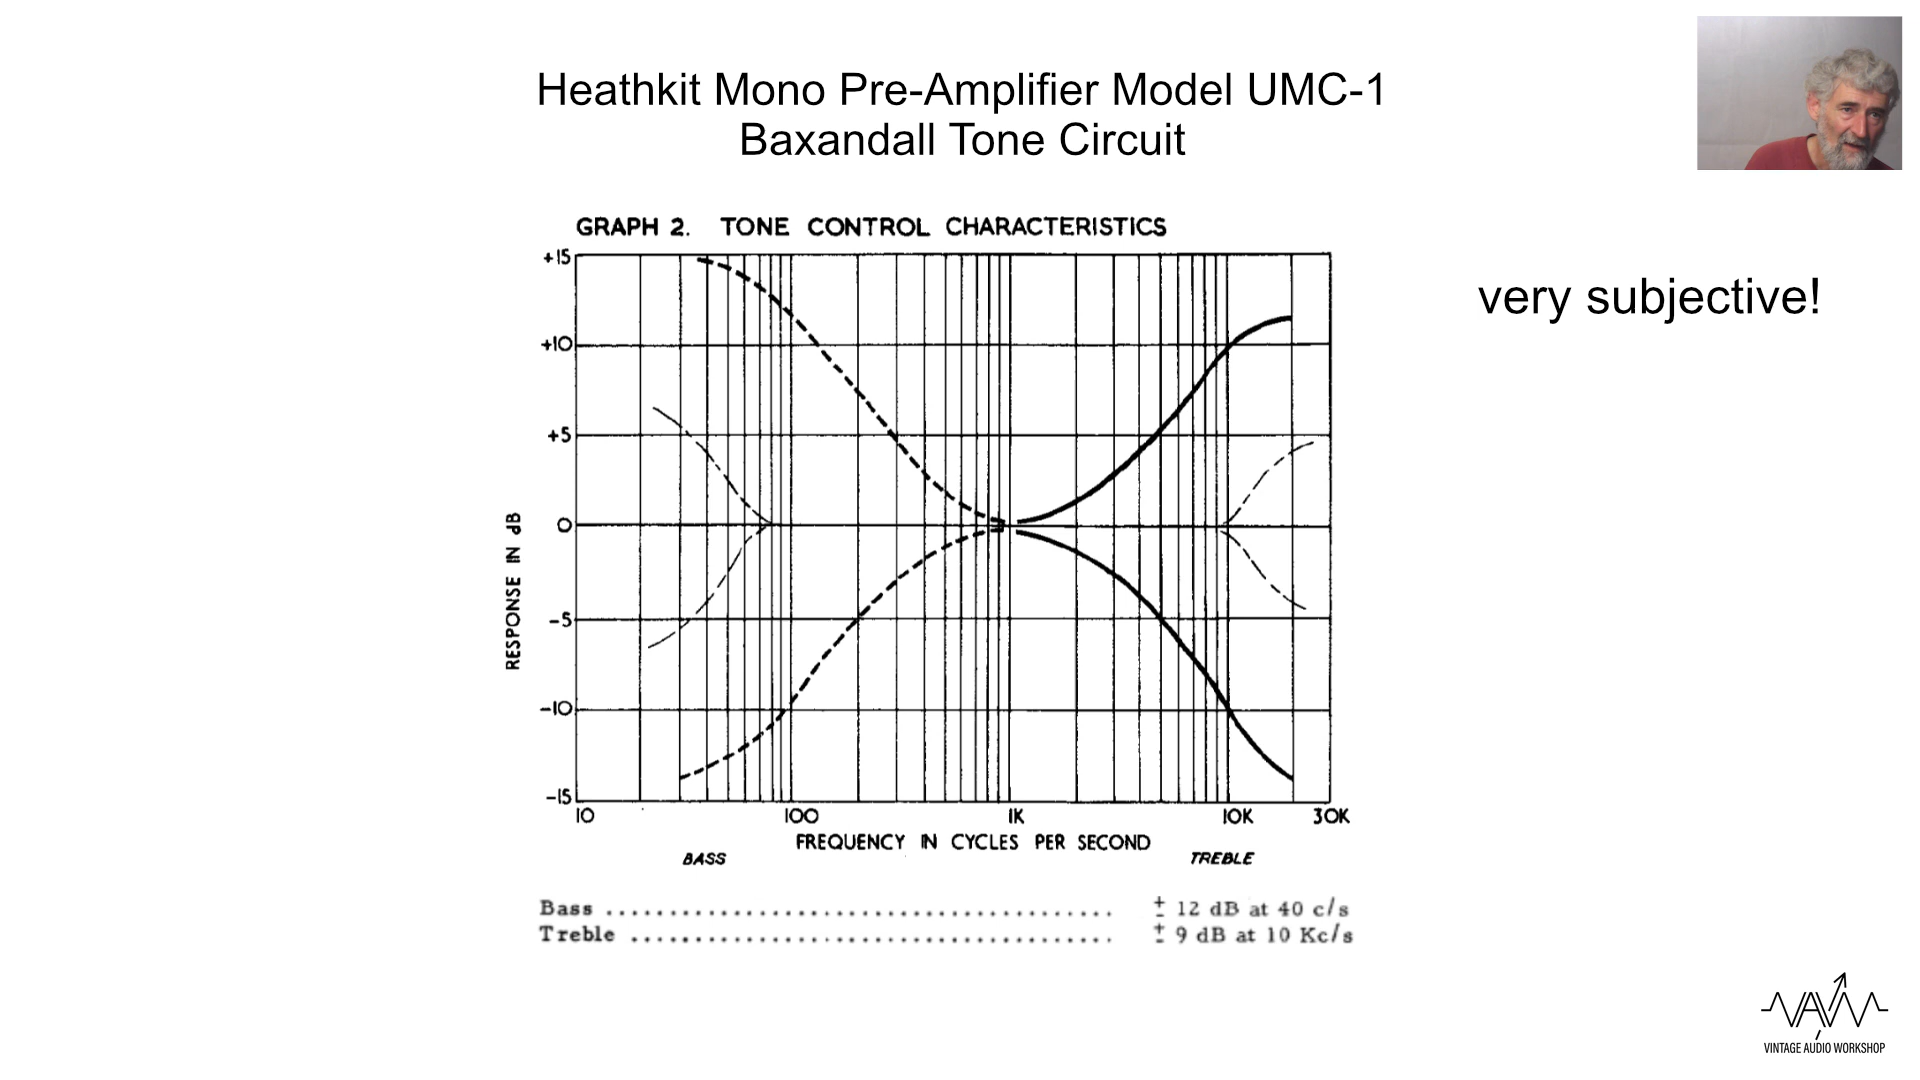 Heathkit Mono Pre-Amplifier Model UMC-1
Baxandall Tone Circuit
very subjective!
GRAPH 2. TONE CONTROL CHARACTERISTICS
+15
+10
+5
0
-5
-10
-15
RESPONSE IN dB
10 100 1K 10K 30K
FREQUENCY IN CYCLES PER SECOND
BASS TREBLE
Bass ........................................ ± 12 dB at 40 c/s
Treble ...................................... ± 9 dB at 10 Kc/s
VAW
VINTAGE AUDIO WORKSHOP